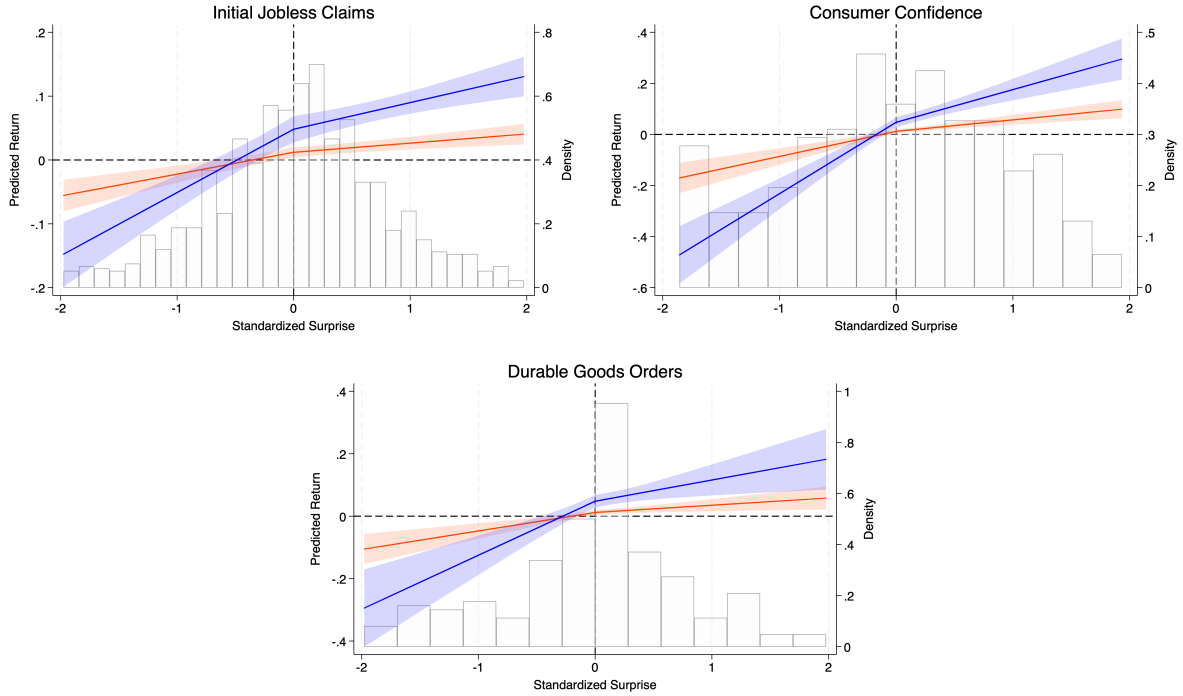 Initial Jobless Claims
.2
.1
0
-.1
-.2
Predicted Return
.8
.6
.4
.2
0
Density
-2 -1 0 1 2
Standardized Surprise
Consumer Confidence
.4
.2
0
-.2
-.4
-.6
Predicted Return
.5
.4
.3
.2
.1
0
Density
-2 -1 0 1 2
Standardized Surprise
Durable Goods Orders
.4
.2
0
-.2
-.4
Predicted Return
1
.8
.6
.4
.2
0
Density
-2 -1 0 1 2
Standardized Surprise